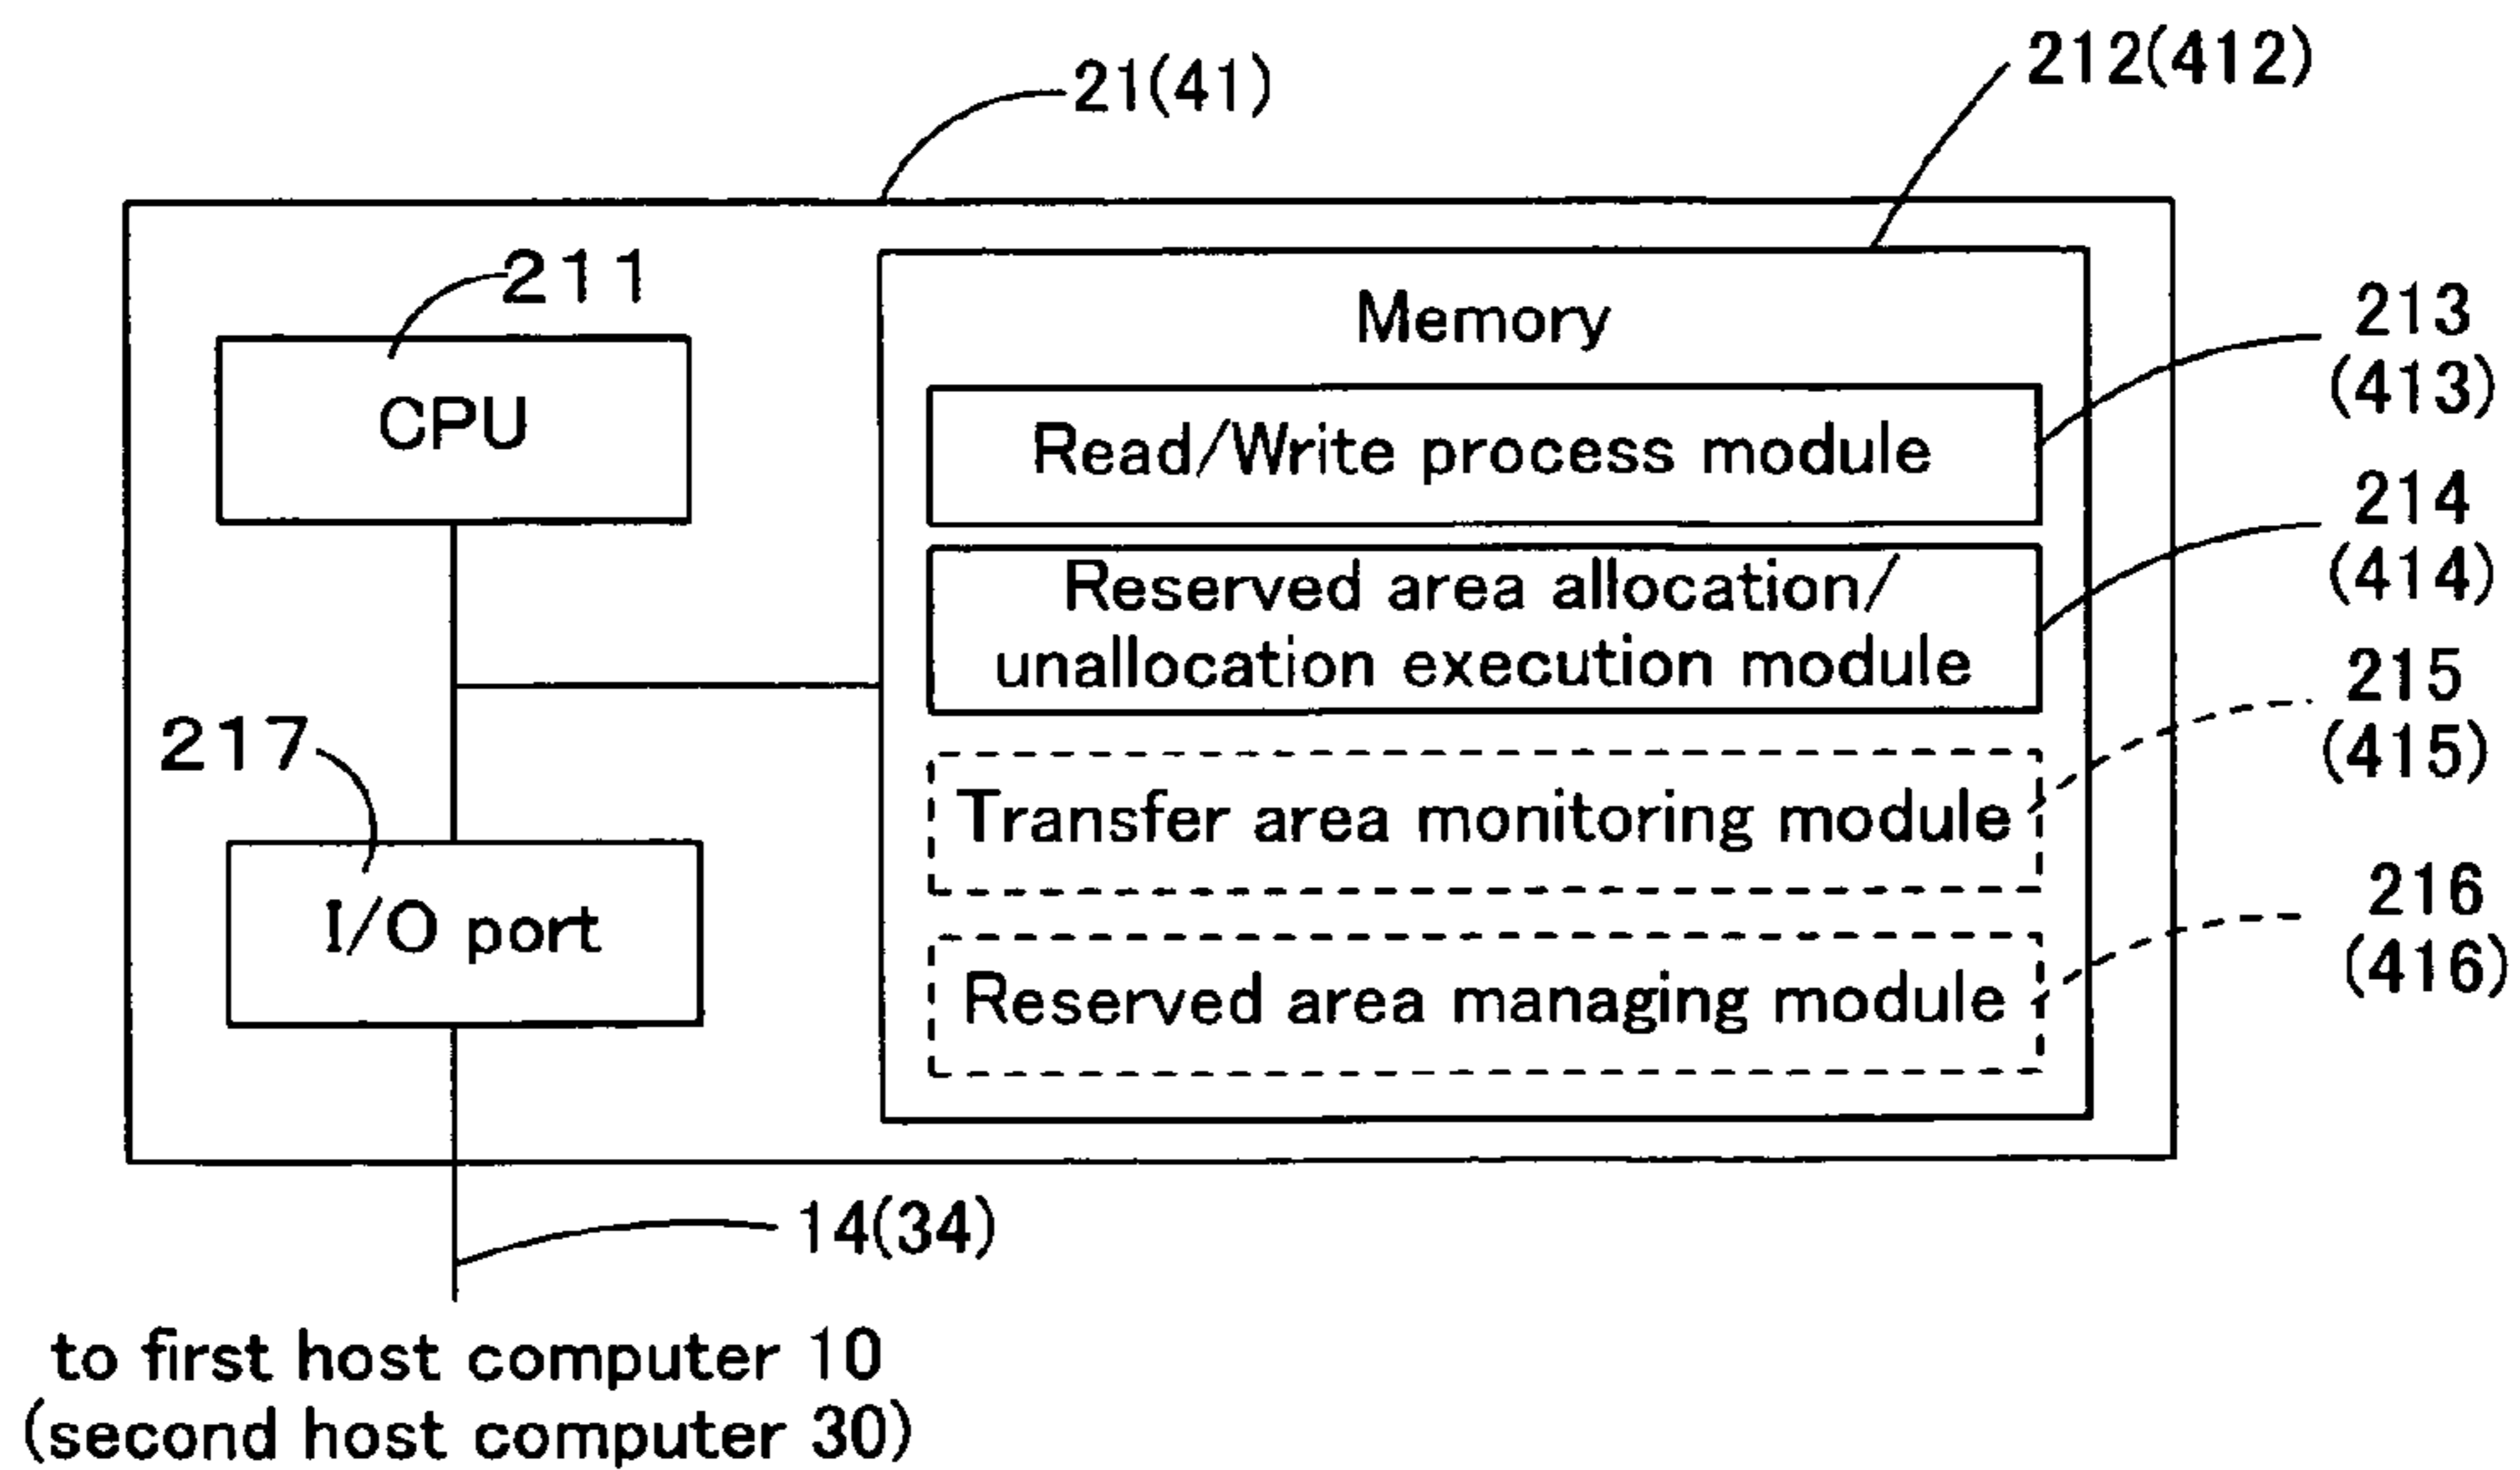 21(41)
212(412)
211
CPU
Memory
213
(413)
Read/Write process module
214
(414)
Reserved area allocation/
unallocation execution module
215
(415)
217
Transfer area monitoring module
216
(416)
I/O port
Reserved area managing module
14(34)
to first host computer 10
(second host computer 30)